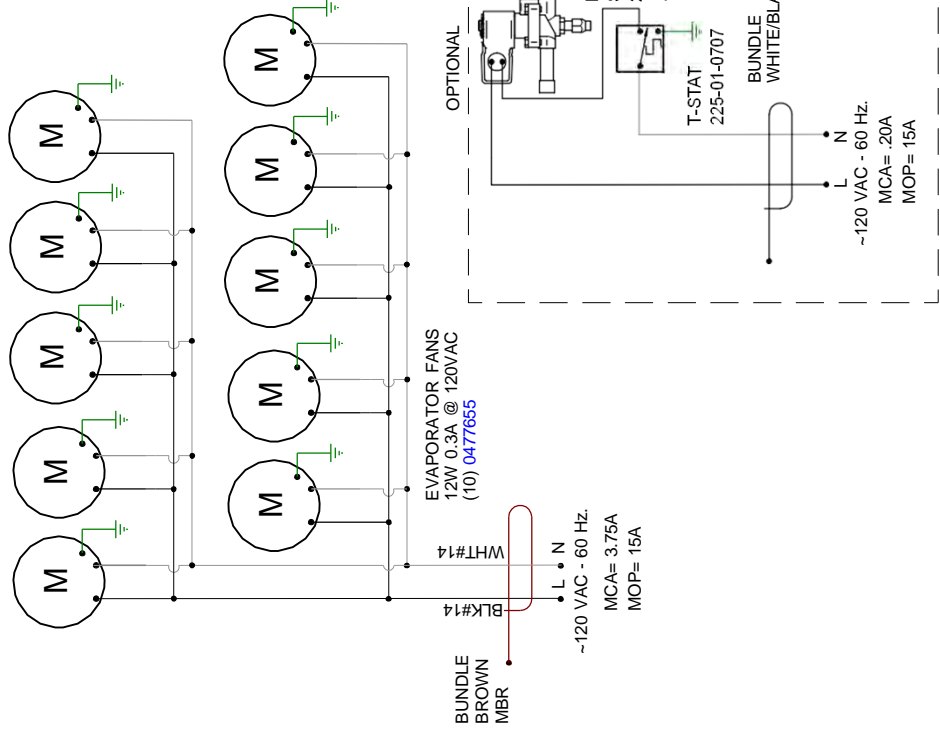 M
M
M
M
M
M
M
M
M
M
EVAPORATOR FANS
12W 0.3A @ 120VAC
(10) 0477655
WHT#14
BLK#14
BUNDLE
BROWN
MBR
L N
~120 VAC - 60 Hz.
MCA= 3.75A
MOP= 15A
OPTIONAL
T-STAT
225-01-0707
BUNDLE
L N
~120 VAC - 60 Hz.
MCA= .20A
MOP= 15A